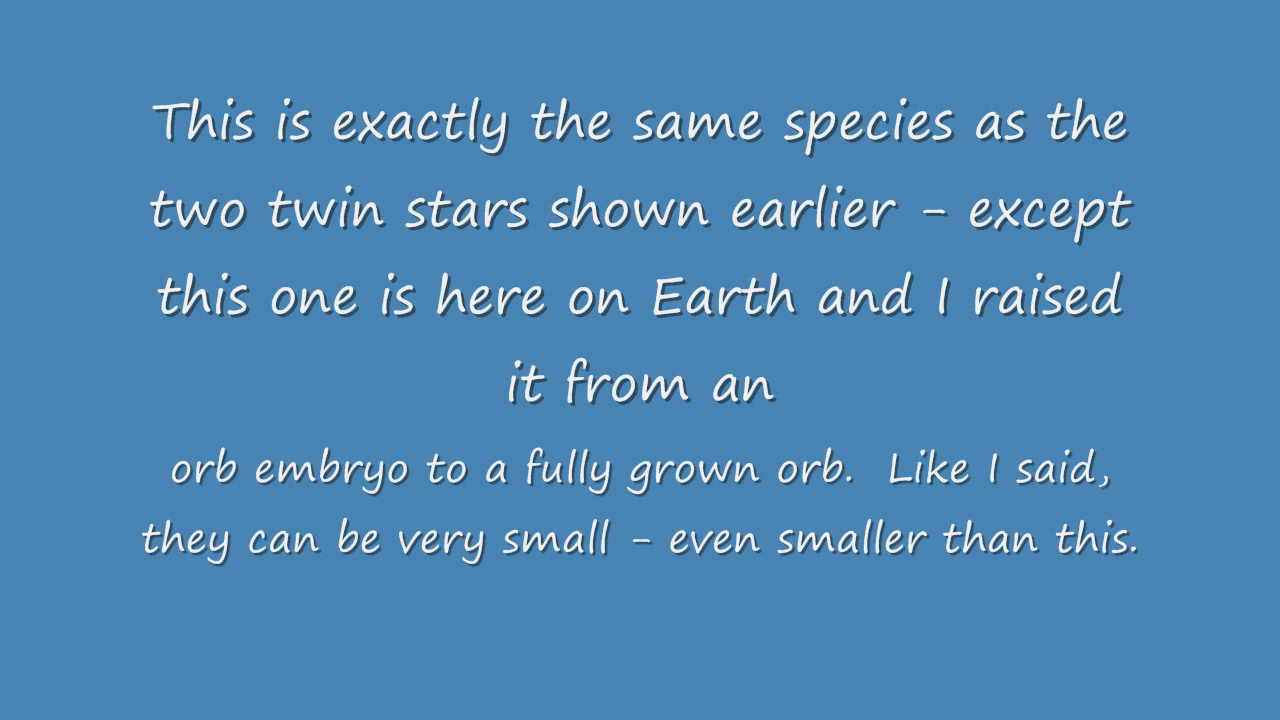 This is exactly the same species as the
two twin stars shown earlier - except
this one is here on Earth and I raised
it from an
orb embryo to a fully grown orb.  Like I said,
they can be very small - even smaller than this.